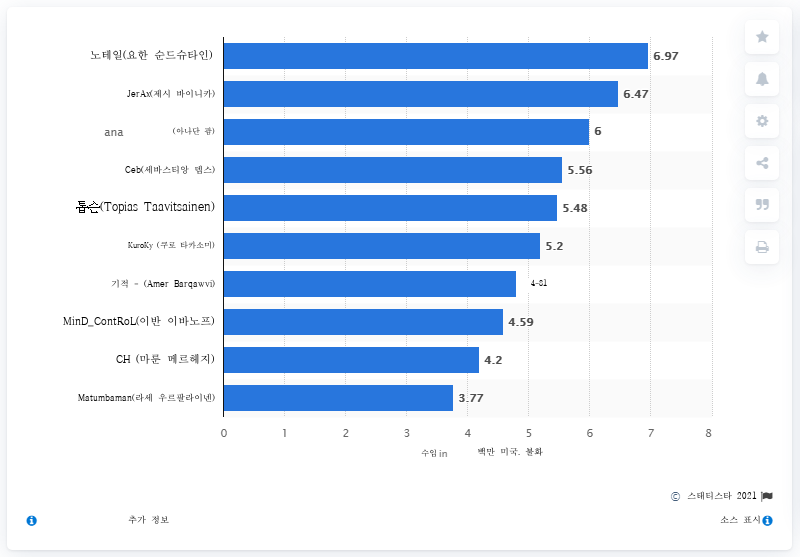 노테일(요한 순드슈타인)
6.97
JerAx(제시 바이니카)
6.47
ana (아나단 팜)
6
Ceb(세바스티앙 뎁스)
5.56
톱슨(Topias Taavitsainen)
5.48
KuroKy (쿠로 타카소미)
5.2
기적 - (Amer Barqawvi)
4-81
MinD_ContRoL(이반 이바노프)
4.59
CH (마룬 메르헤지)
4.2
Matumbaman(라세 우르팔라이넨)
3.77
0 1 2 3 4 5 6 7 8
수입 in 백만 미국. 불화
© 스태티스타 2021
추가 정보
소스 표시